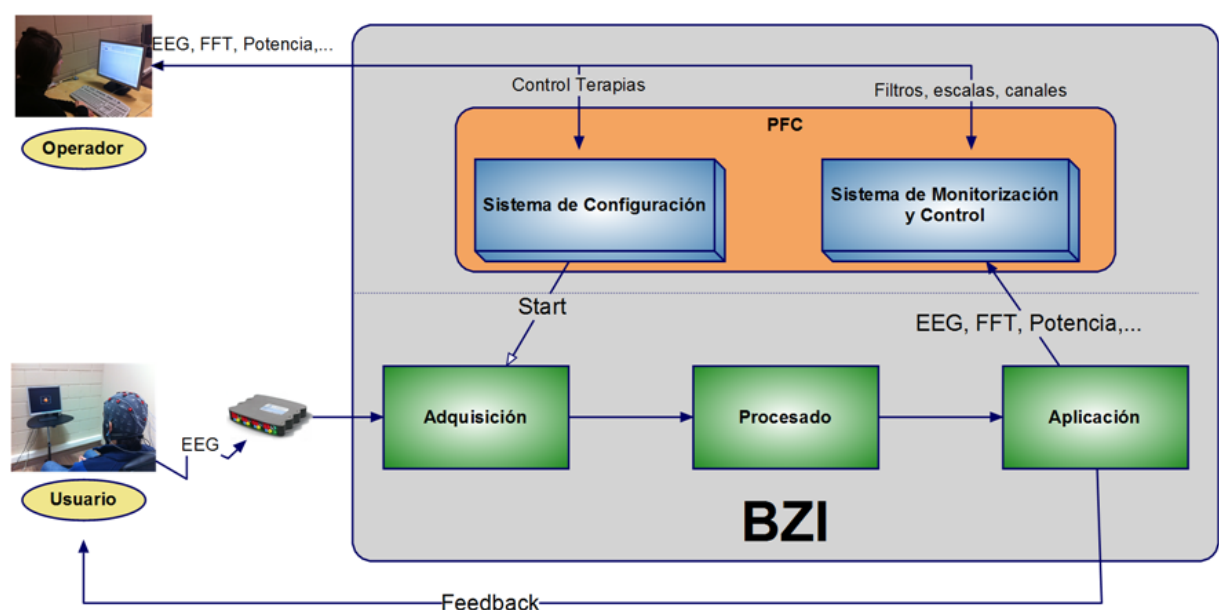 EEG, FFT, Potencia,...
Operador
Control Terapias
Filtros, escalas, canales
PFC
Sistema de Configuración
Sistema de Monitorización
y Control
Start
EEG, FFT, Potencia,...
Adquisición
Procesado
Aplicación
EEG
Usuario
BZI
Feedback